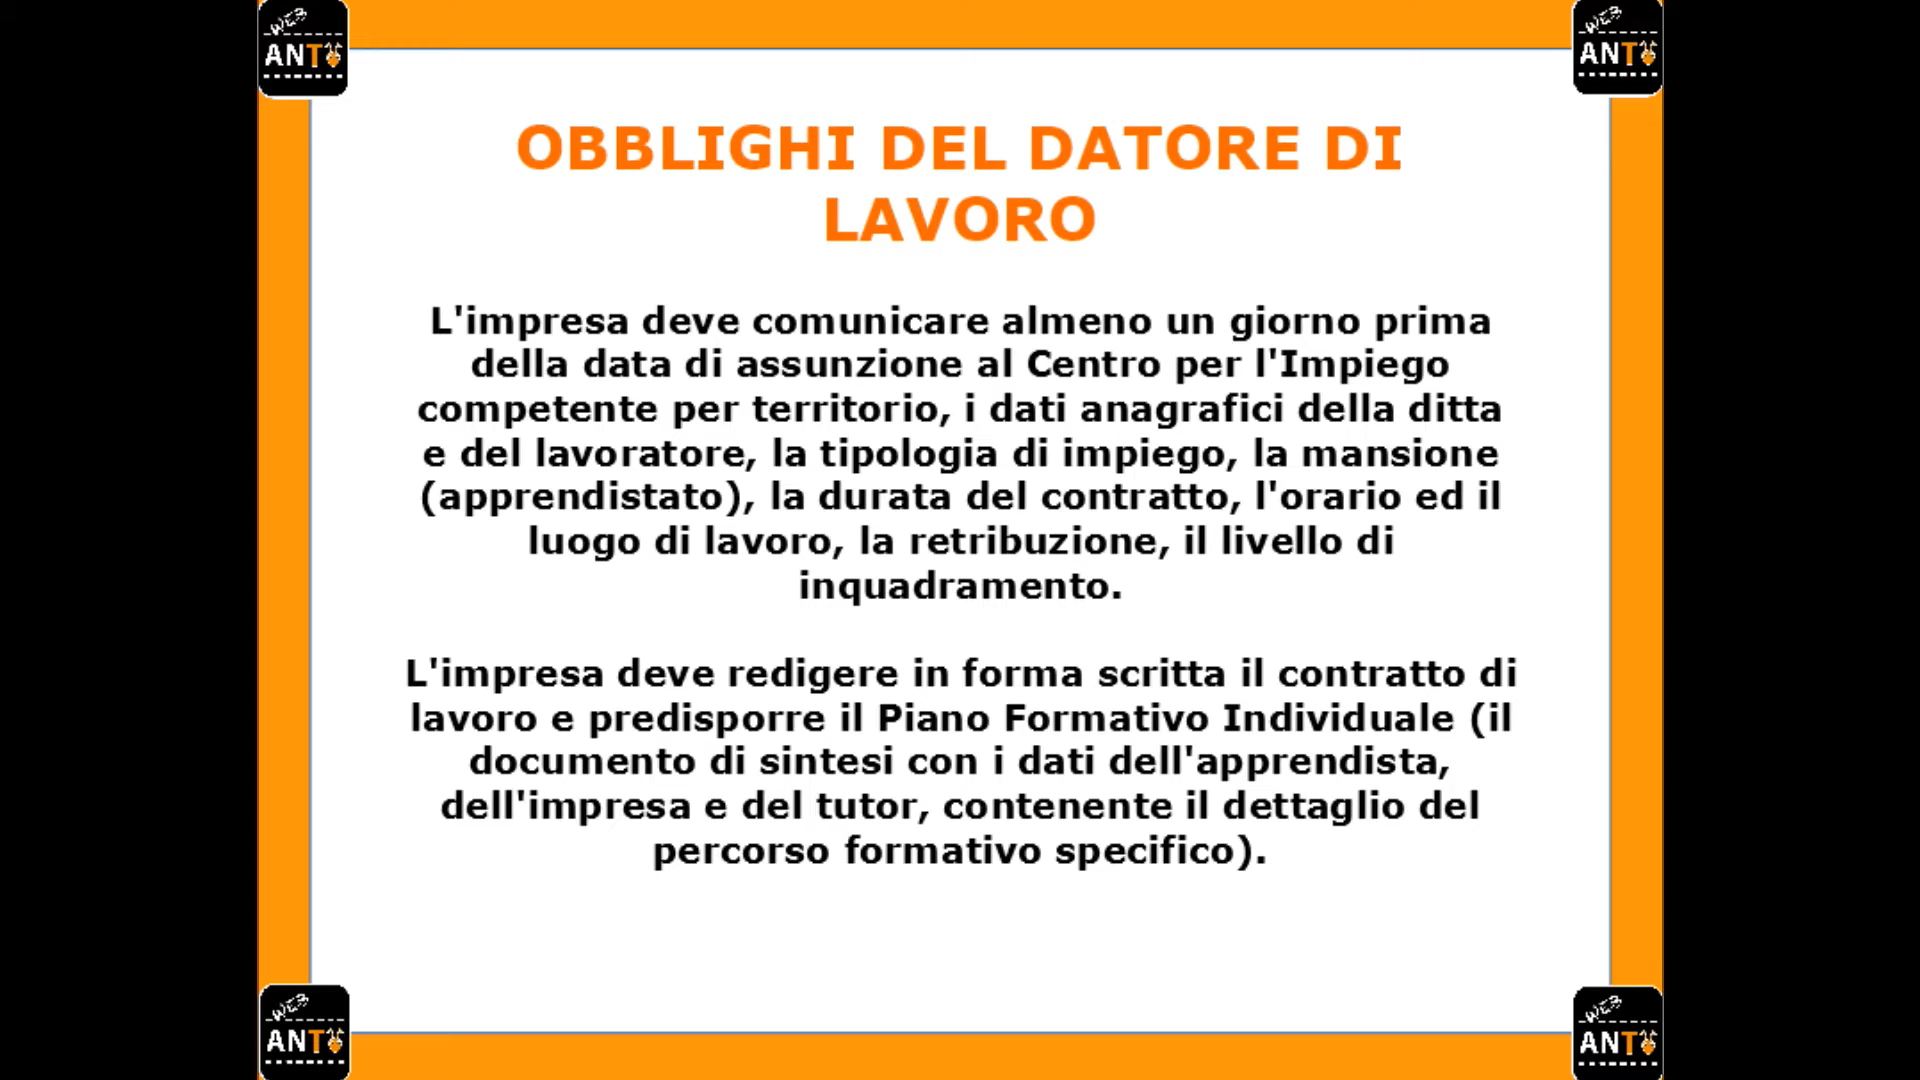 WEB
ANT
WEB
ANT
OBBLIGHI DEL DATORE DI
LAVORO
L'impresa deve comunicare almeno un giorno prima
della data di assunzione al Centro per l'Impiego
competente per territorio, i dati anagrafici della ditta
e del lavoratore, la tipologia di impiego, la mansione
(apprendistato), la durata del contratto, l'orario ed il
luogo di lavoro, la retribuzione, il livello di
inquadramento.
L'impresa deve redigere in forma scritta il contratto di
lavoro e predisporre il Piano Formativo Individuale (il
documento di sintesi con i dati dell'apprendista,
dell'impresa e del tutor, contenente il dettaglio del
percorso formativo specifico).
WEB
ANT
WEB
ANT